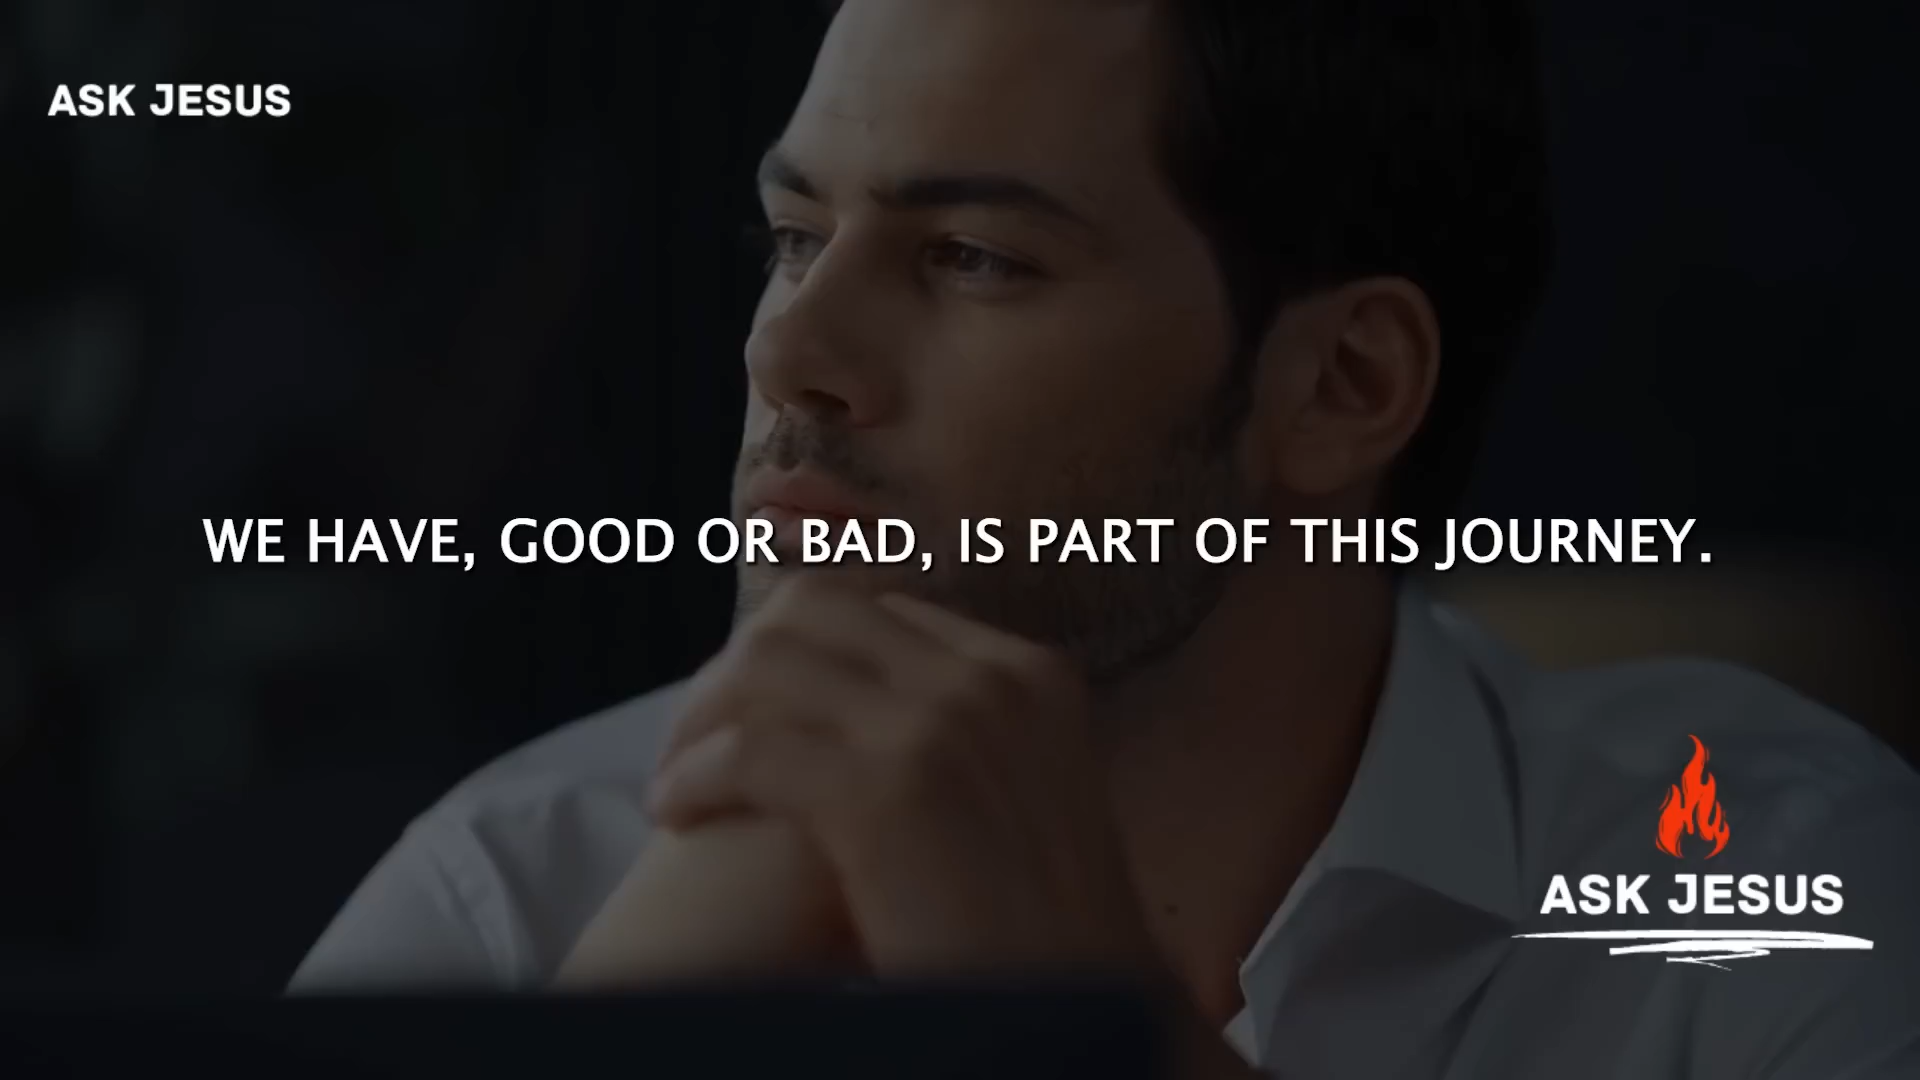 ASK JESUS
WE HAVE, GOOD OR BAD, IS PART OF THIS JOURNEY.
ASK JESUS